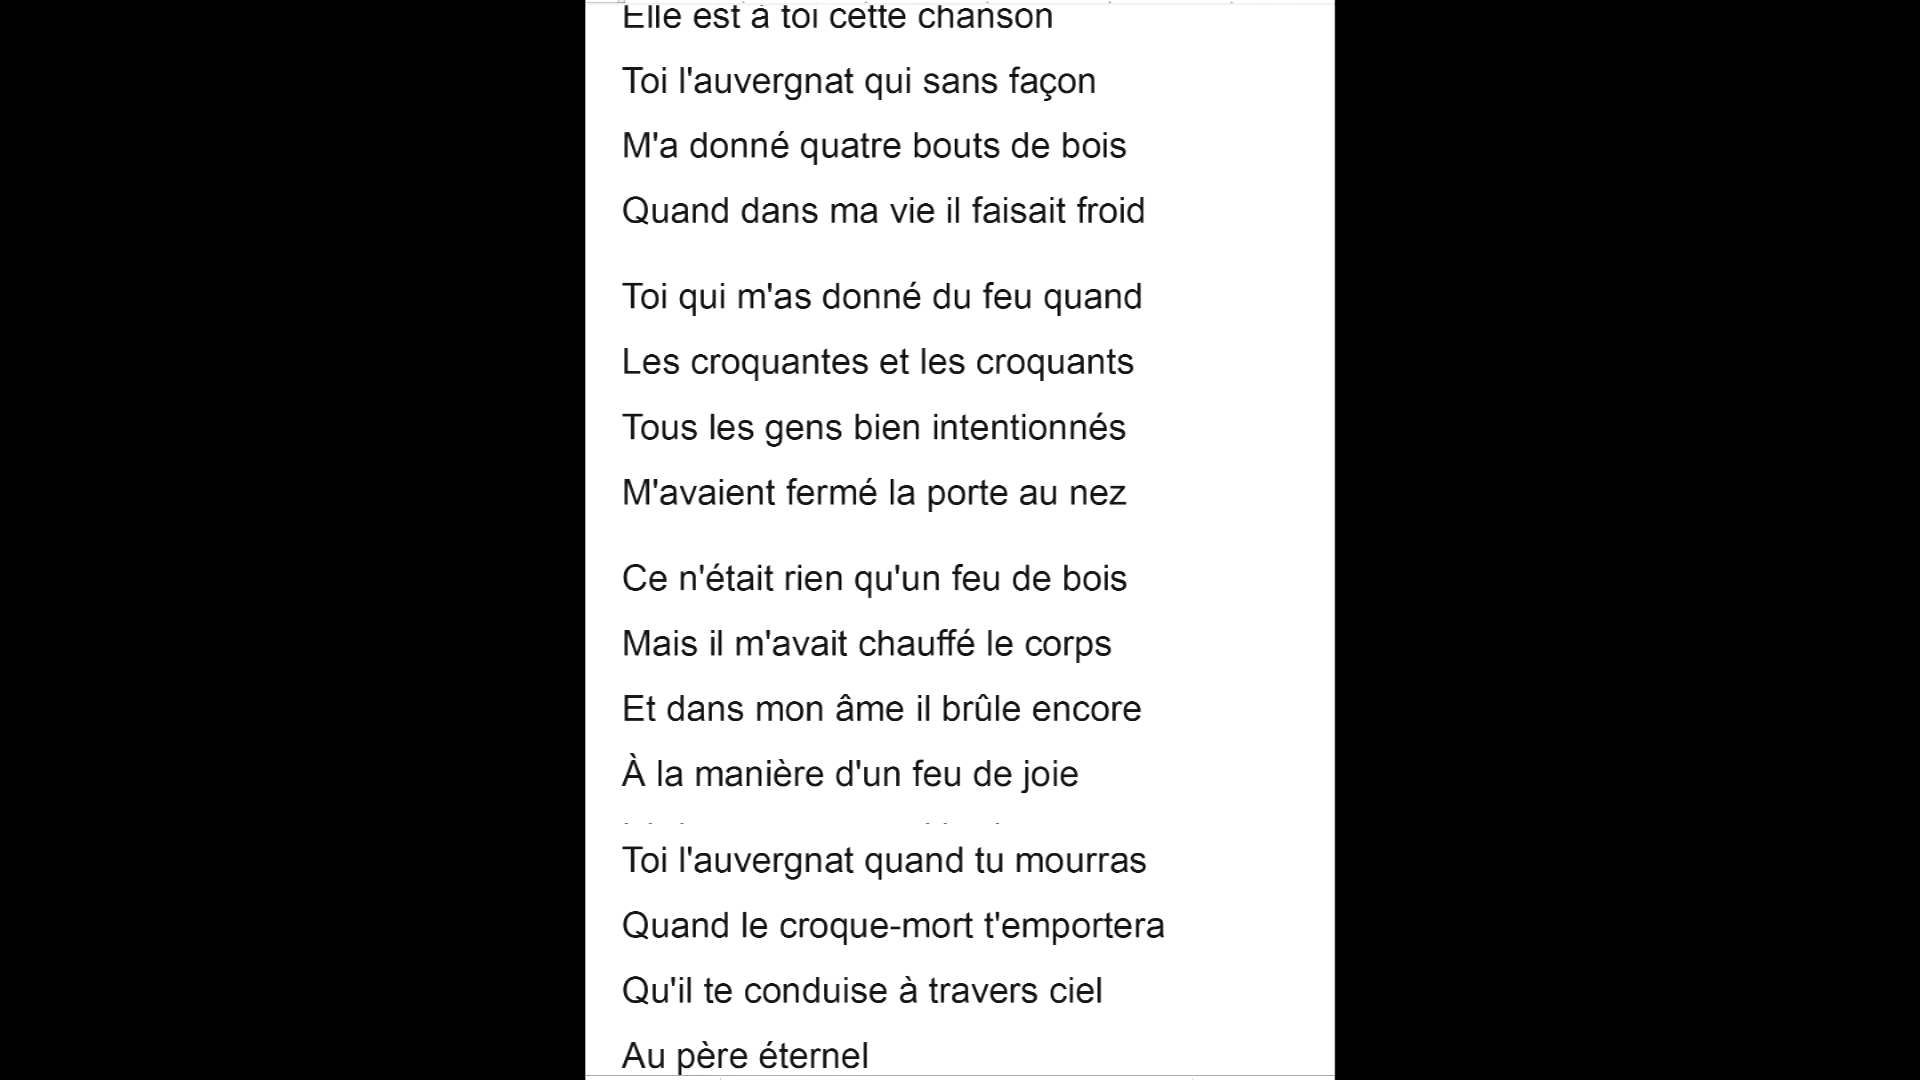 Elle est à toi cette chanson
Toi l'auvergnat qui sans façon
M'a donné quatre bouts de bois
Quand dans ma vie il faisait froid
Toi qui m'as donné du feu quand
Les croquantes et les croquants
Tous les gens bien intentionnés
M'avaient fermé la porte au nez
Ce n'était rien qu'un feu de bois
Mais il m'avait chauffé le corps
Et dans mon âme il brûle encore
À la manière d'un feu de joie
Toi l'auvergnat quand tu mourras
Quand le croque-mort t'emportera
Qu'il te conduise à travers ciel
Au père éternel